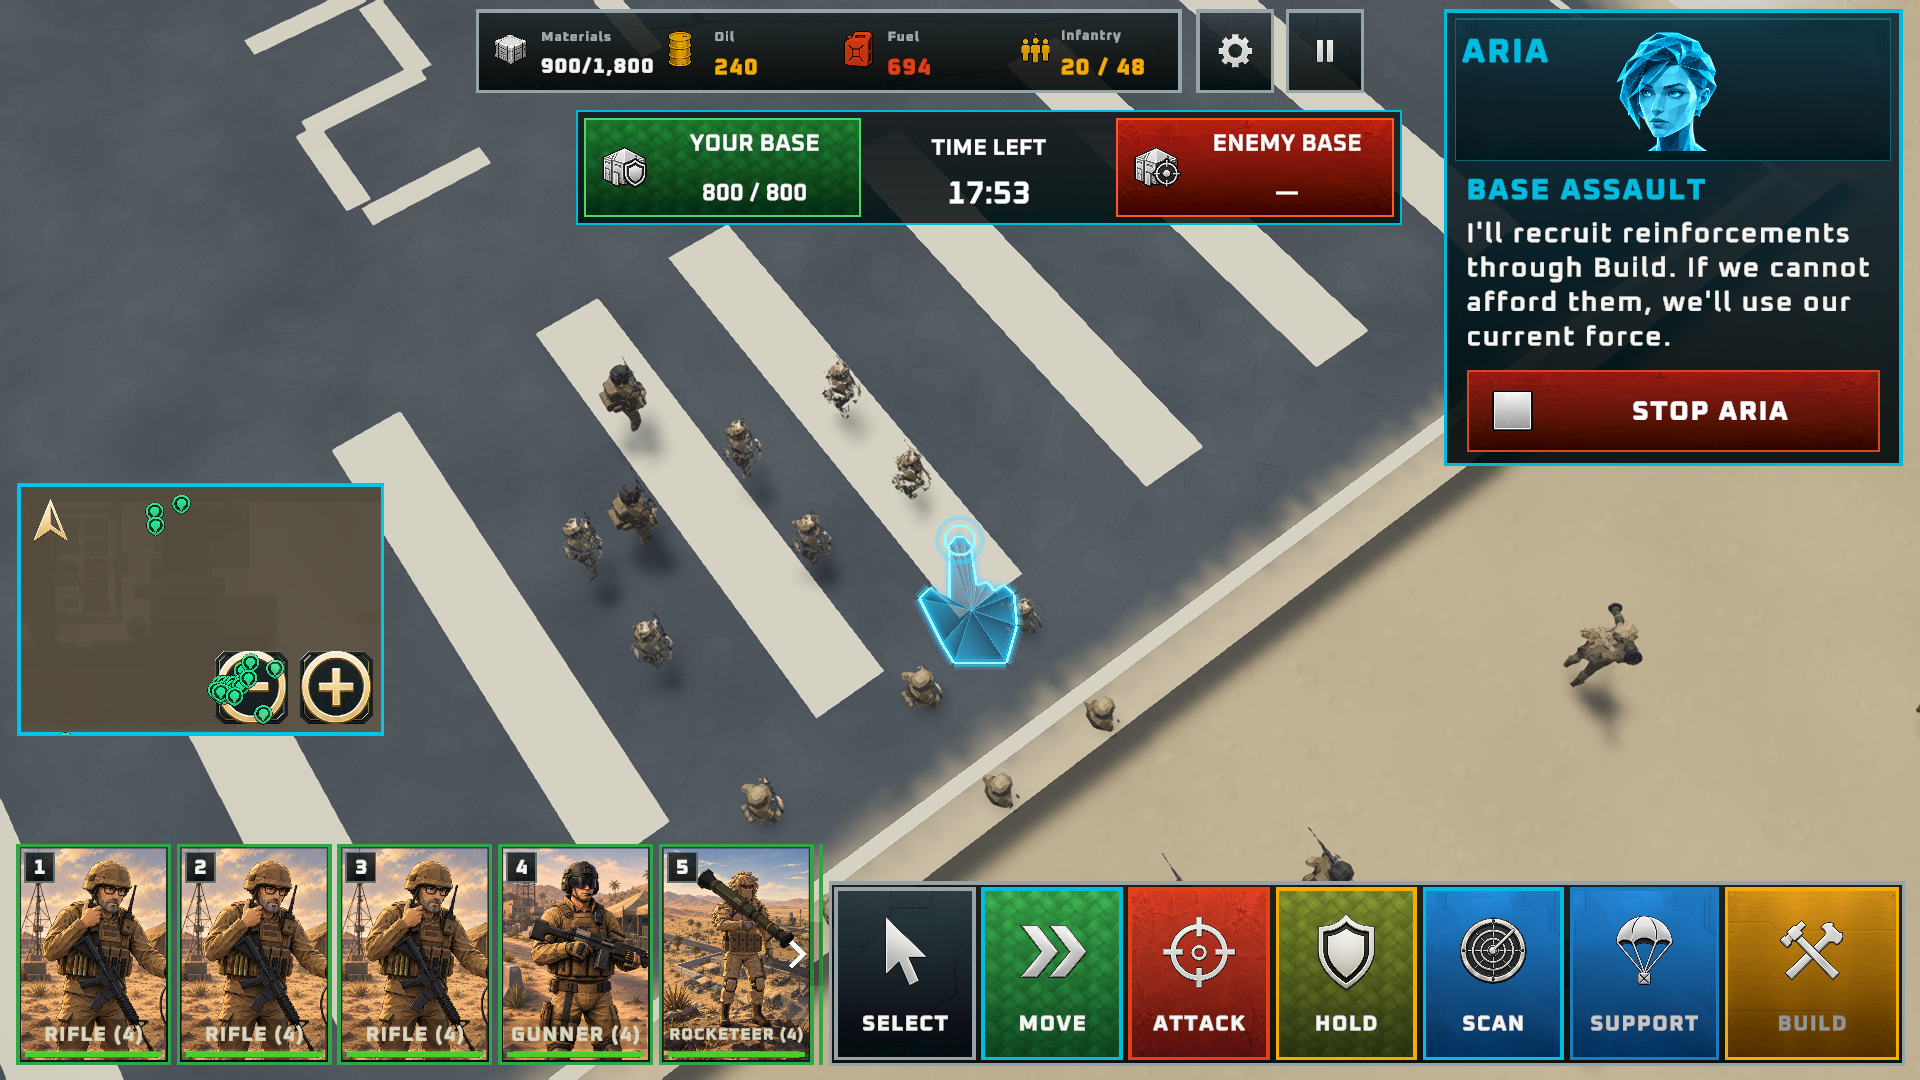 Materials
900/1,800
Oil
240
Fuel
694
Infantry
20 / 48
YOUR BASE
800 / 800
TIME LEFT
17:53
ENEMY BASE
—
ARIA
BASE ASSAULT
I'll recruit reinforcements
through Build. If we cannot
afford them, we'll use our
current force.
STOP ARIA
1
RIFLE (4)
2
RIFLE (4)
3
RIFLE (4)
4
GUNNER (4)
5
ROCKETEER (4)
SELECT
MOVE
ATTACK
HOLD
SCAN
SUPPORT
BUILD